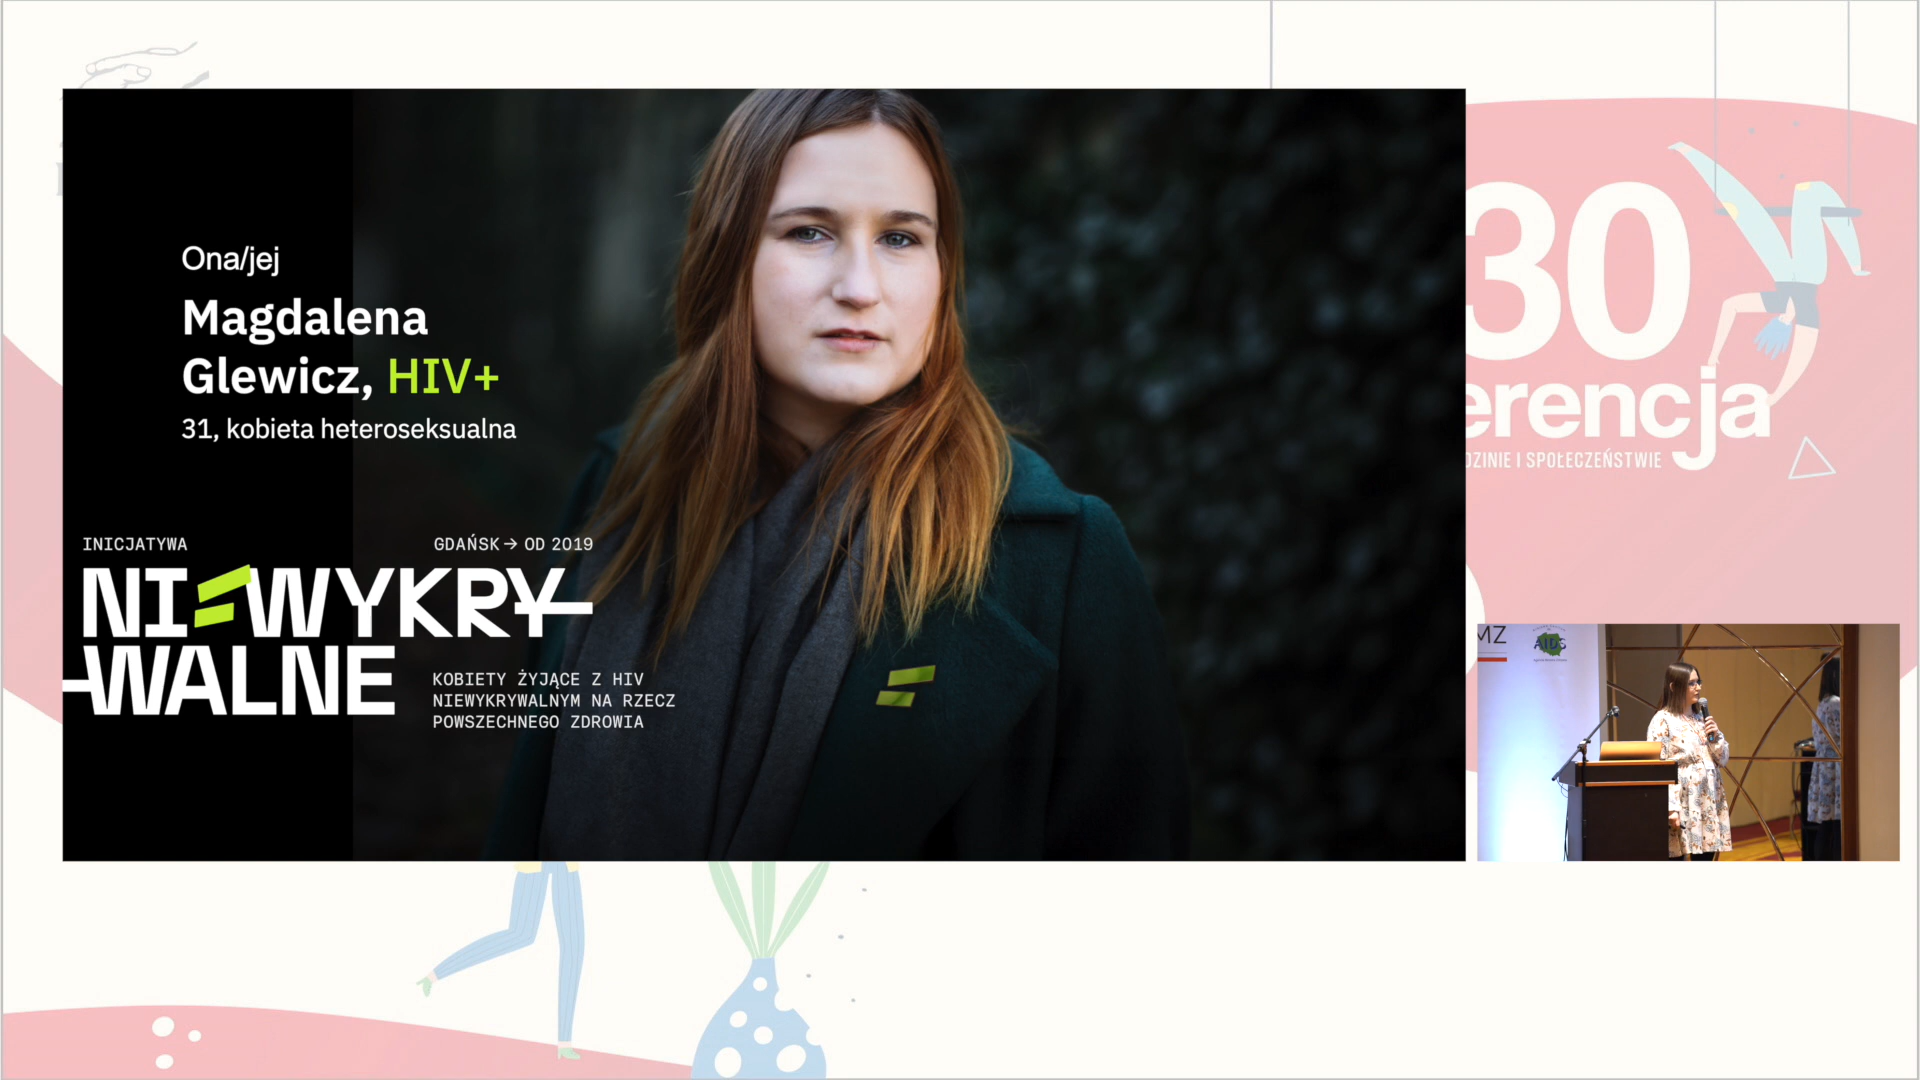 Ona/jej
Magdalena
Glewicz, HIV+
31, kobieta heteroseksualna
INICJATYWA
GDAŃSK → OD 2019
NIEWYKRY-
-WALNE
KOBIETY ŻYJĄCE Z HIV
NIEWYKRYWALNYM NA RZECZ
POWSZECHNEGO ZDROWIA
30
erencja
DZINIE I SPOŁECZEŃSTWIE
MZ
AIDS